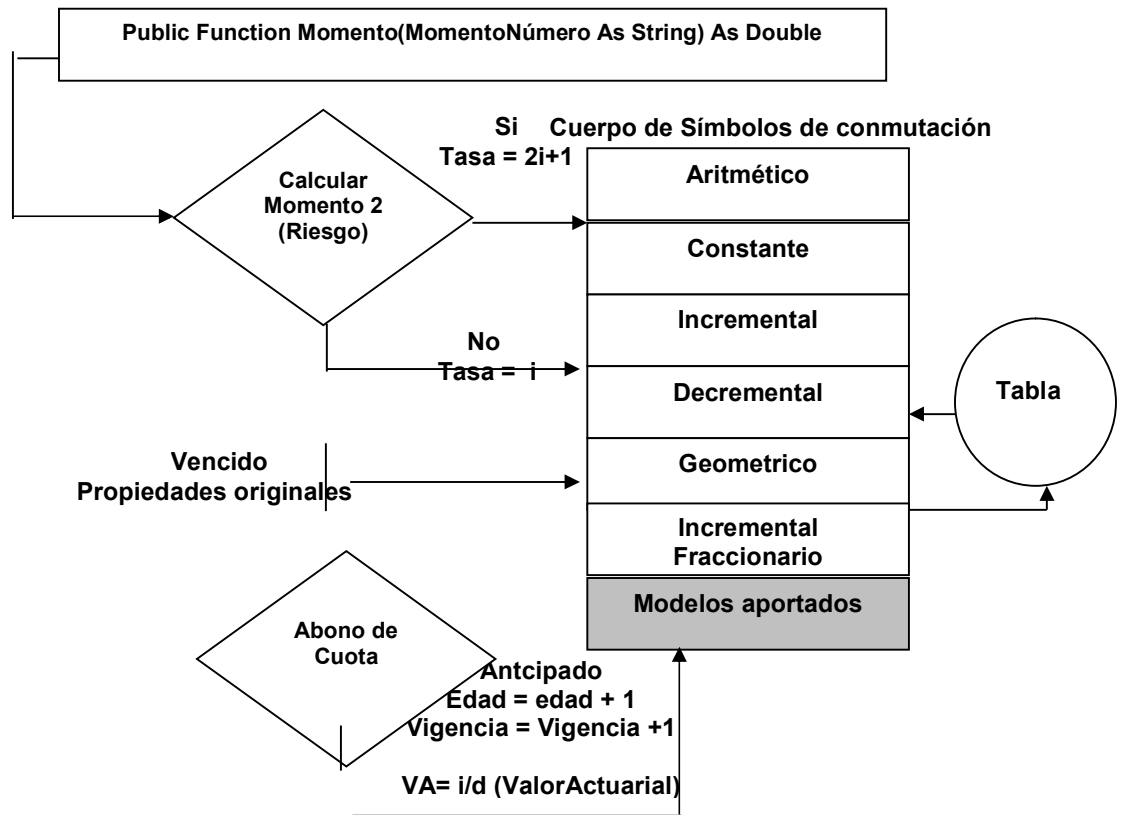 Public Function Momento(MomentoNúmero As String) As Double
Si
Tasa = 2i+1
Cuerpo de Símbolos de conmutación
Calcular
Momento 2
(Riesgo)
Aritmético
Constante
Incremental
No
Tasa = i
Decremental
Tabla
Vencido
Propiedades originales
Geometrico
Incremental
Fraccionario
Modelos aportados
Abono de
Cuota
Antcipado
Edad = edad + 1
Vigencia = Vigencia +1
VA= i/d (ValorActuarial)